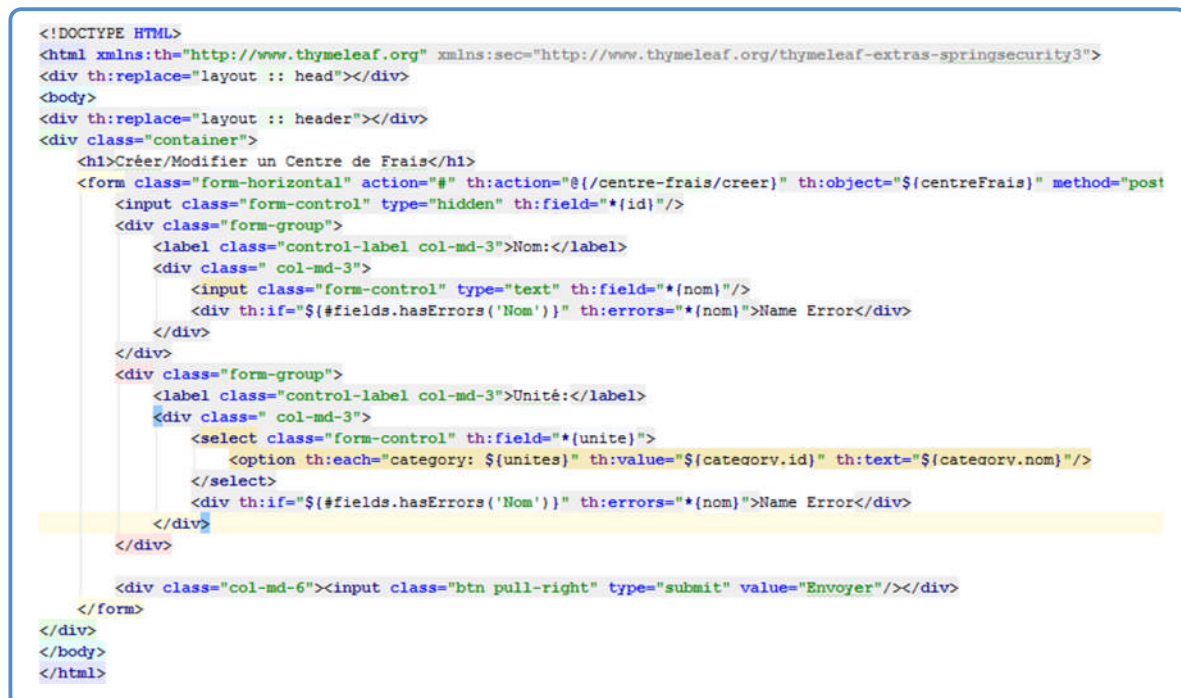 <!DOCTYPE HTML>
<html xmlns:th="http://www.thymeleaf.org" xmlns:sec="http://www.thymeleaf.org/thymeleaf-extras-springsecurity3">
<div th:replace="layout :: head"></div>
<body>
<div th:replace="layout :: header"></div>
<div class="container">
<h1>Créer/Modifier un Centre de Frais</h1>
<form class="form-horizontal" action="#" th:action="@{/centre-frais/creer}" th:object="${centreFrais}" method="post
<input class="form-control" type="hidden" th:field="*{id}"/>
<div class="form-group">
<label class="control-label col-md-3">Nom:</label>
<div class=" col-md-3">
<input class="form-control" type="text" th:field="*{nom}"/>
<div th:if="${#fields.hasErrors('Nom')}" th:errors="*{nom}">Name Error</div>
</div>
</div>
<div class="form-group">
<label class="control-label col-md-3">Unité:</label>
<div class=" col-md-3">
<select class="form-control" th:field="*{unite}">
<option th:each="category: ${unites}" th:value="${category.id}" th:text="${category.nom}"/>
</select>
<div th:if="${#fields.hasErrors('Nom')}" th:errors="*{nom}">Name Error</div>
</div>
</div>
<div class="col-md-6"><input class="btn pull-right" type="submit" value="Envoyer"/></div>
</form>
</div>
</body>
</html>